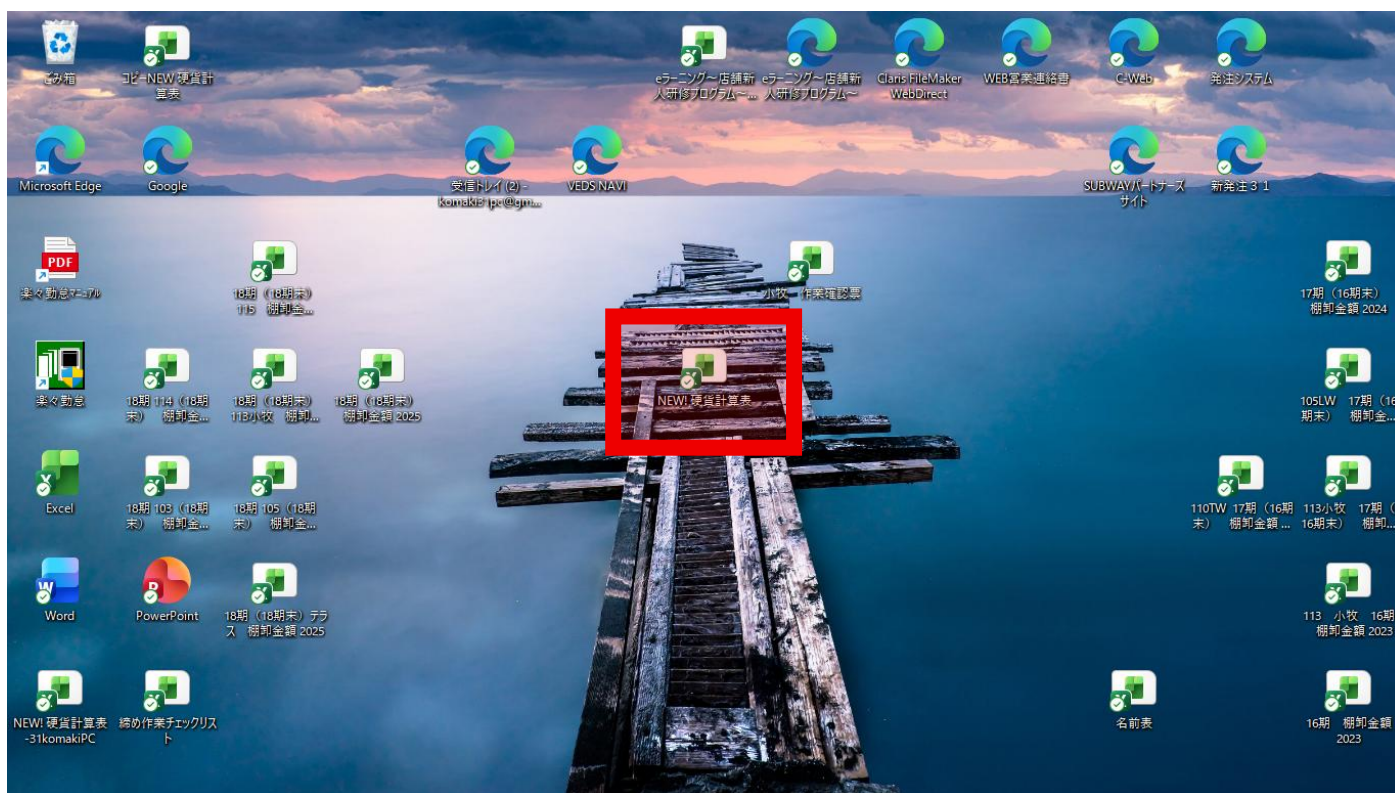 ごみ箱
コピーNEW 硬貨計
算表
eラーニング～店舗新
人研修プログラム～...
eラーニング～店舗新
人研修プログラム～
Claris FileMaker
WebDirect
WEB営業連絡書
C-Web
発注システム
Microsoft Edge
Google
受信トレイ (2) -
komaki31pc@gm...
VEDS NAVI
SUBWAYパートナーズ
サイト
新発注３１
PDF
楽々勤怠マニュアル
18期（18期末）
115　棚卸金...
小牧　作業確認票
17期（16期末）
棚卸金額 2024
楽々勤怠
18期 114（18期
末）　棚卸金...
18期（18期末）
113小牧　棚卸...
18期（18期末）
棚卸金額 2025
NEW! 硬貨計算表
105LW　17期（16
期末）　棚卸金...
Excel
18期 103（18期
末）　棚卸金...
18期 105（18期
末）　棚卸金...
110TW 17期（16期
末）　棚卸金額 ...
113小牧　17期（
16期末）　棚卸...
Word
PowerPoint
18期（18期末）テラ
ス　棚卸金額 2025
113　小牧　16期
棚卸金額 2023
NEW! 硬貨計算表
-31komakiPC
締め作業チェックリス
ト
名前表
16期　棚卸金額
2023